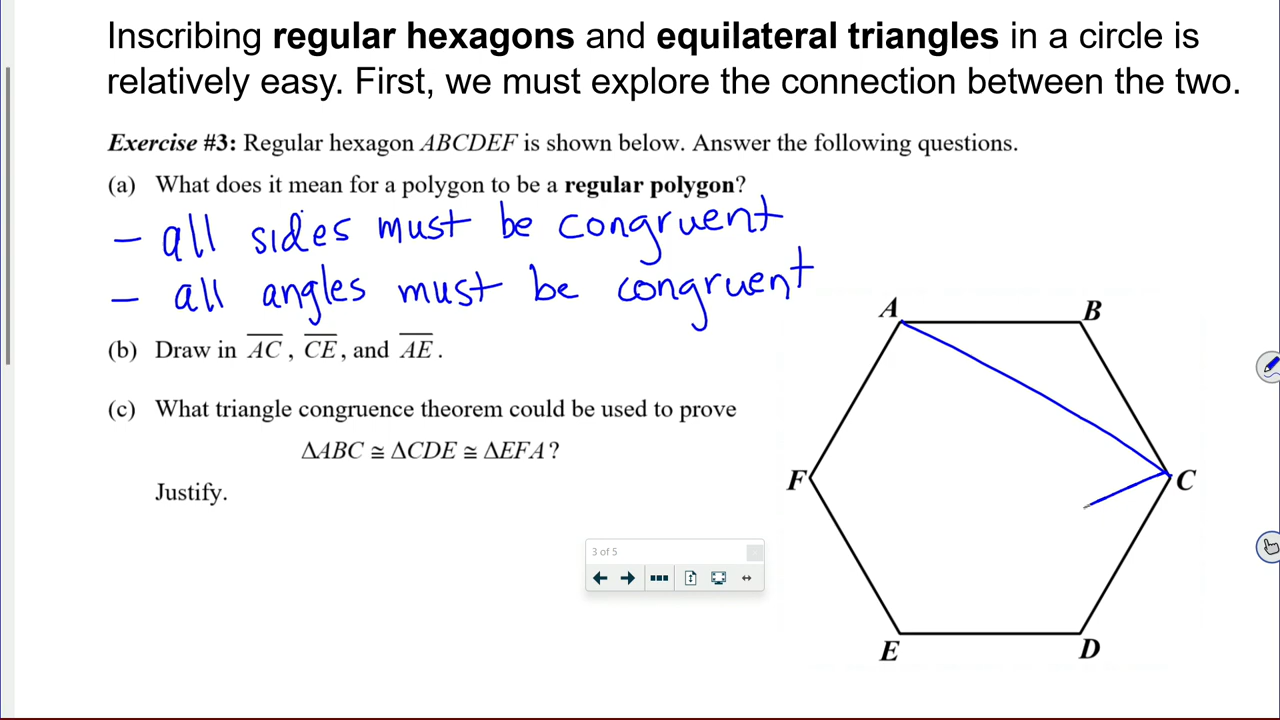 Inscribing regular hexagons and equilateral triangles in a circle is
relatively easy. First, we must explore the connection between the two.
Exercise #3: Regular hexagon ABCDEF is shown below. Answer the following questions.
(a) What does it mean for a polygon to be a regular polygon?
– all sides must be congruent
– all angles must be congruent
(b) Draw in AC, CE, and AE.
(c) What triangle congruence theorem could be used to prove
ΔABC ≅ ΔCDE ≅ ΔEFA?
Justify.
A
B
F
C
E
D
3 of 5